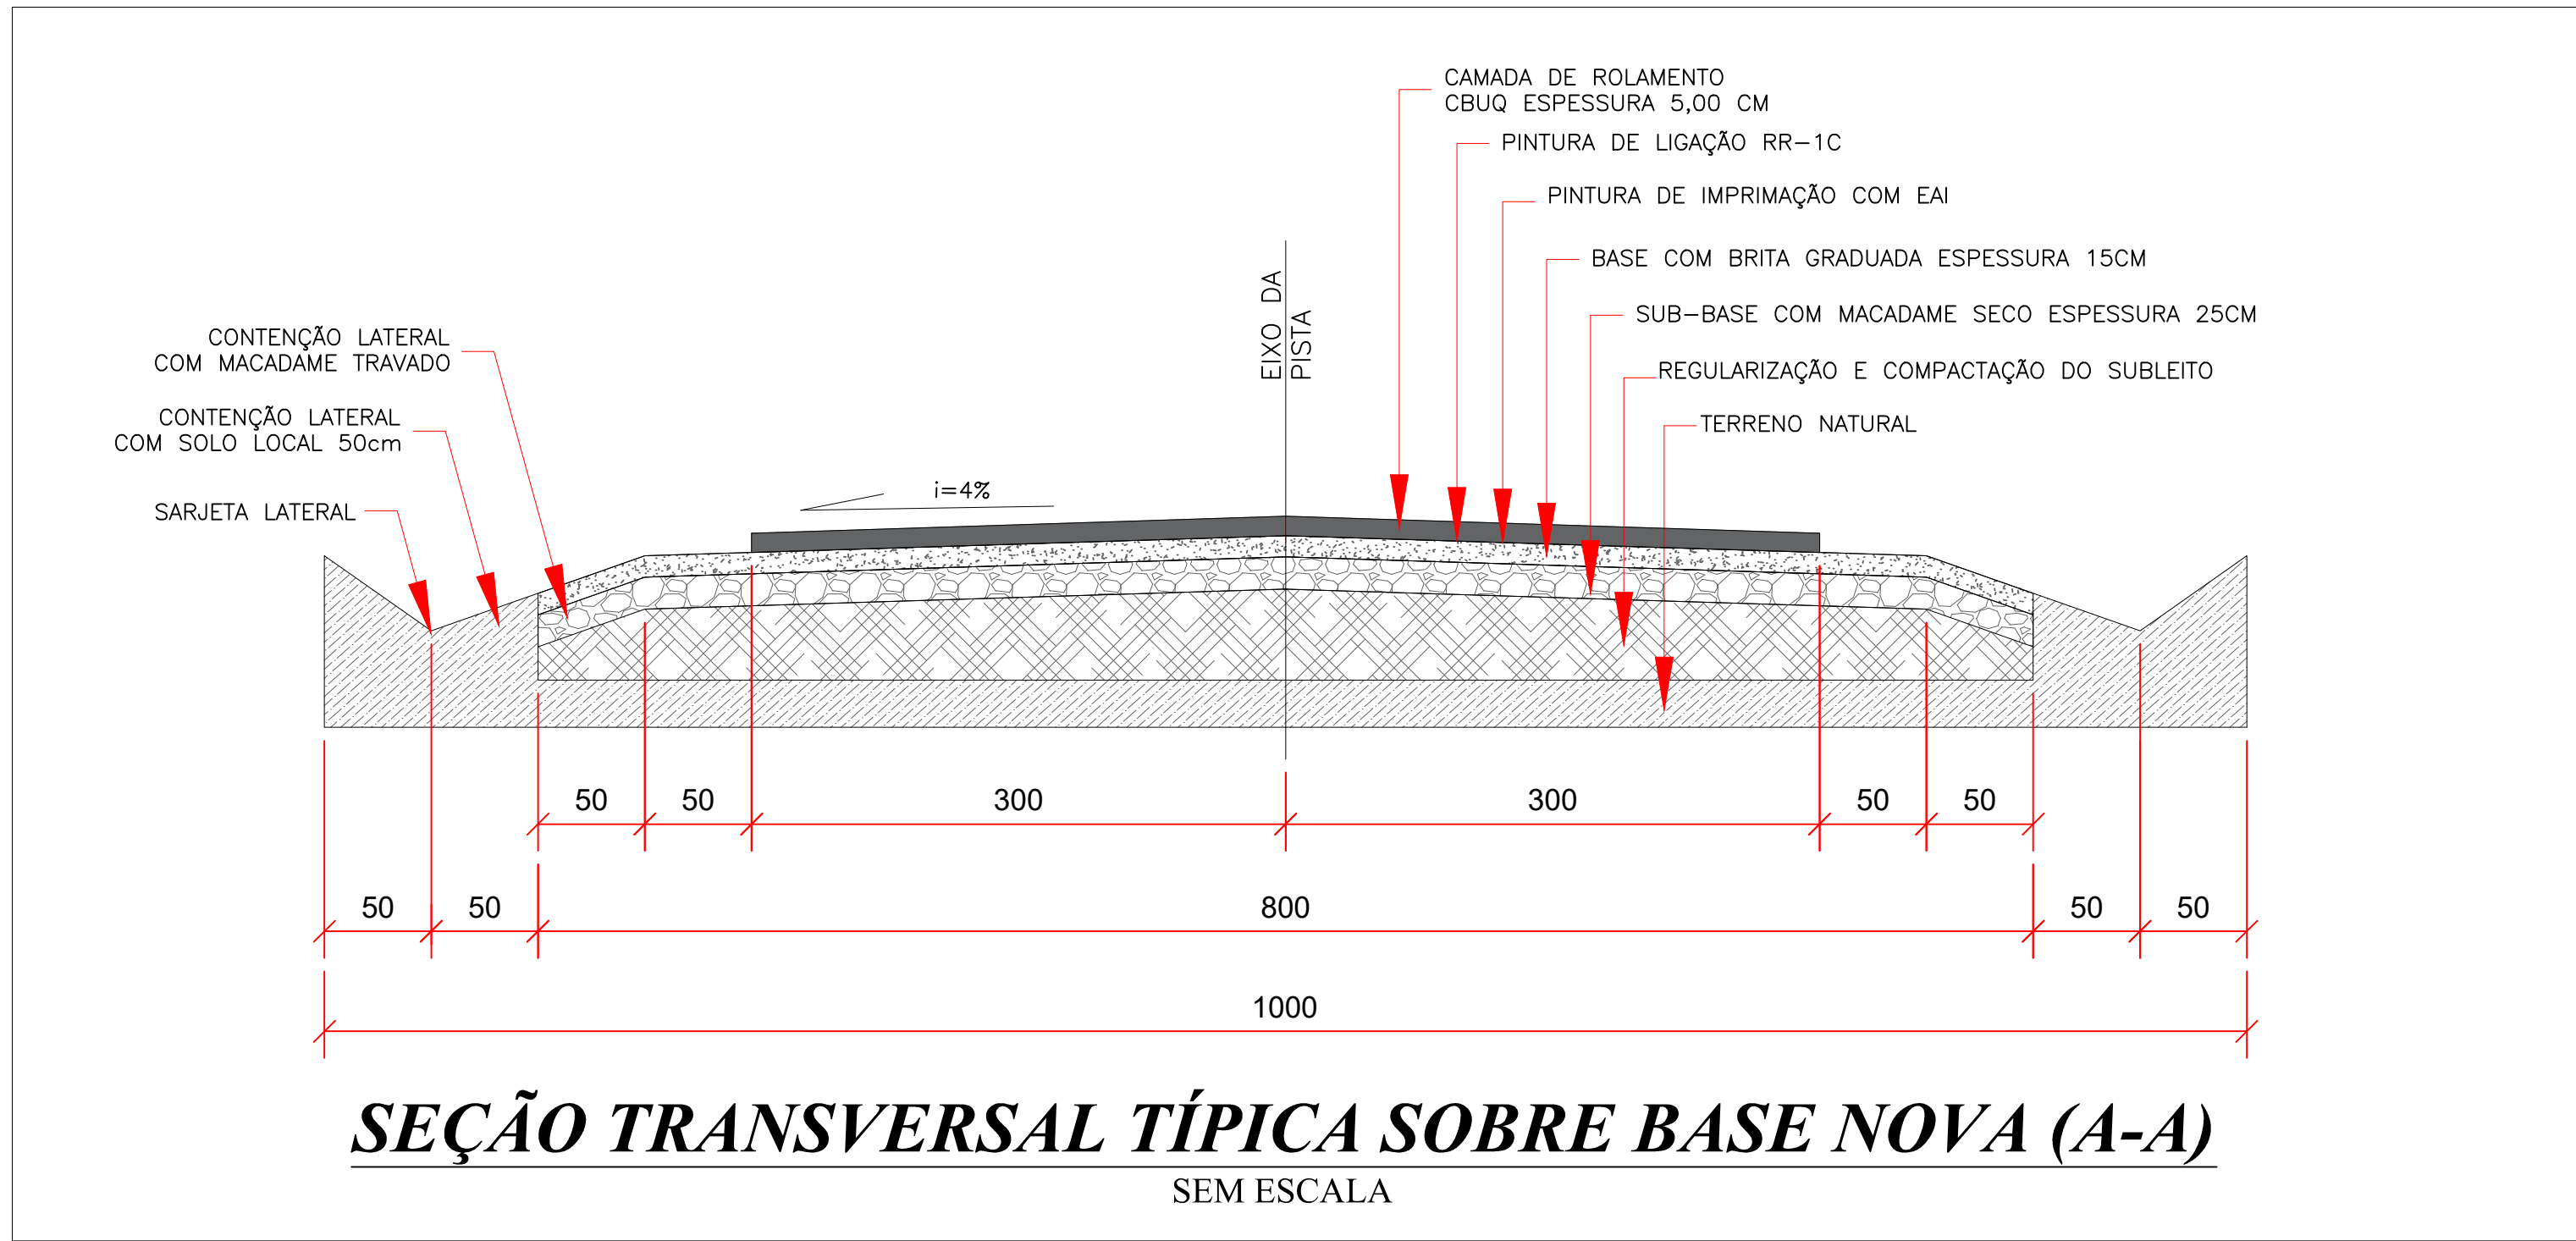 CAMADA DE ROLAMENTO
CBUQ ESPESSURA 5,00 CM
PINTURA DE LIGAÇÃO RR-1C
PINTURA DE IMPRIMAÇÃO COM EAI
BASE COM BRITA GRADUADA ESPESSURA 15CM
SUB-BASE COM MACADAME SECO ESPESSURA 25CM
REGULARIZAÇÃO E COMPACTAÇÃO DO SUBLEITO
TERRENO NATURAL
EIXO DA
PISTA
CONTENÇÃO LATERAL
COM MACADAME TRAVADO
CONTENÇÃO LATERAL
COM SOLO LOCAL 50cm
SARJETA LATERAL
i=4%
50 50 300 300 50 50
50 50 800 50 50
1000
SEÇÃO TRANSVERSAL TÍPICA SOBRE BASE NOVA (A-A)
SEM ESCALA